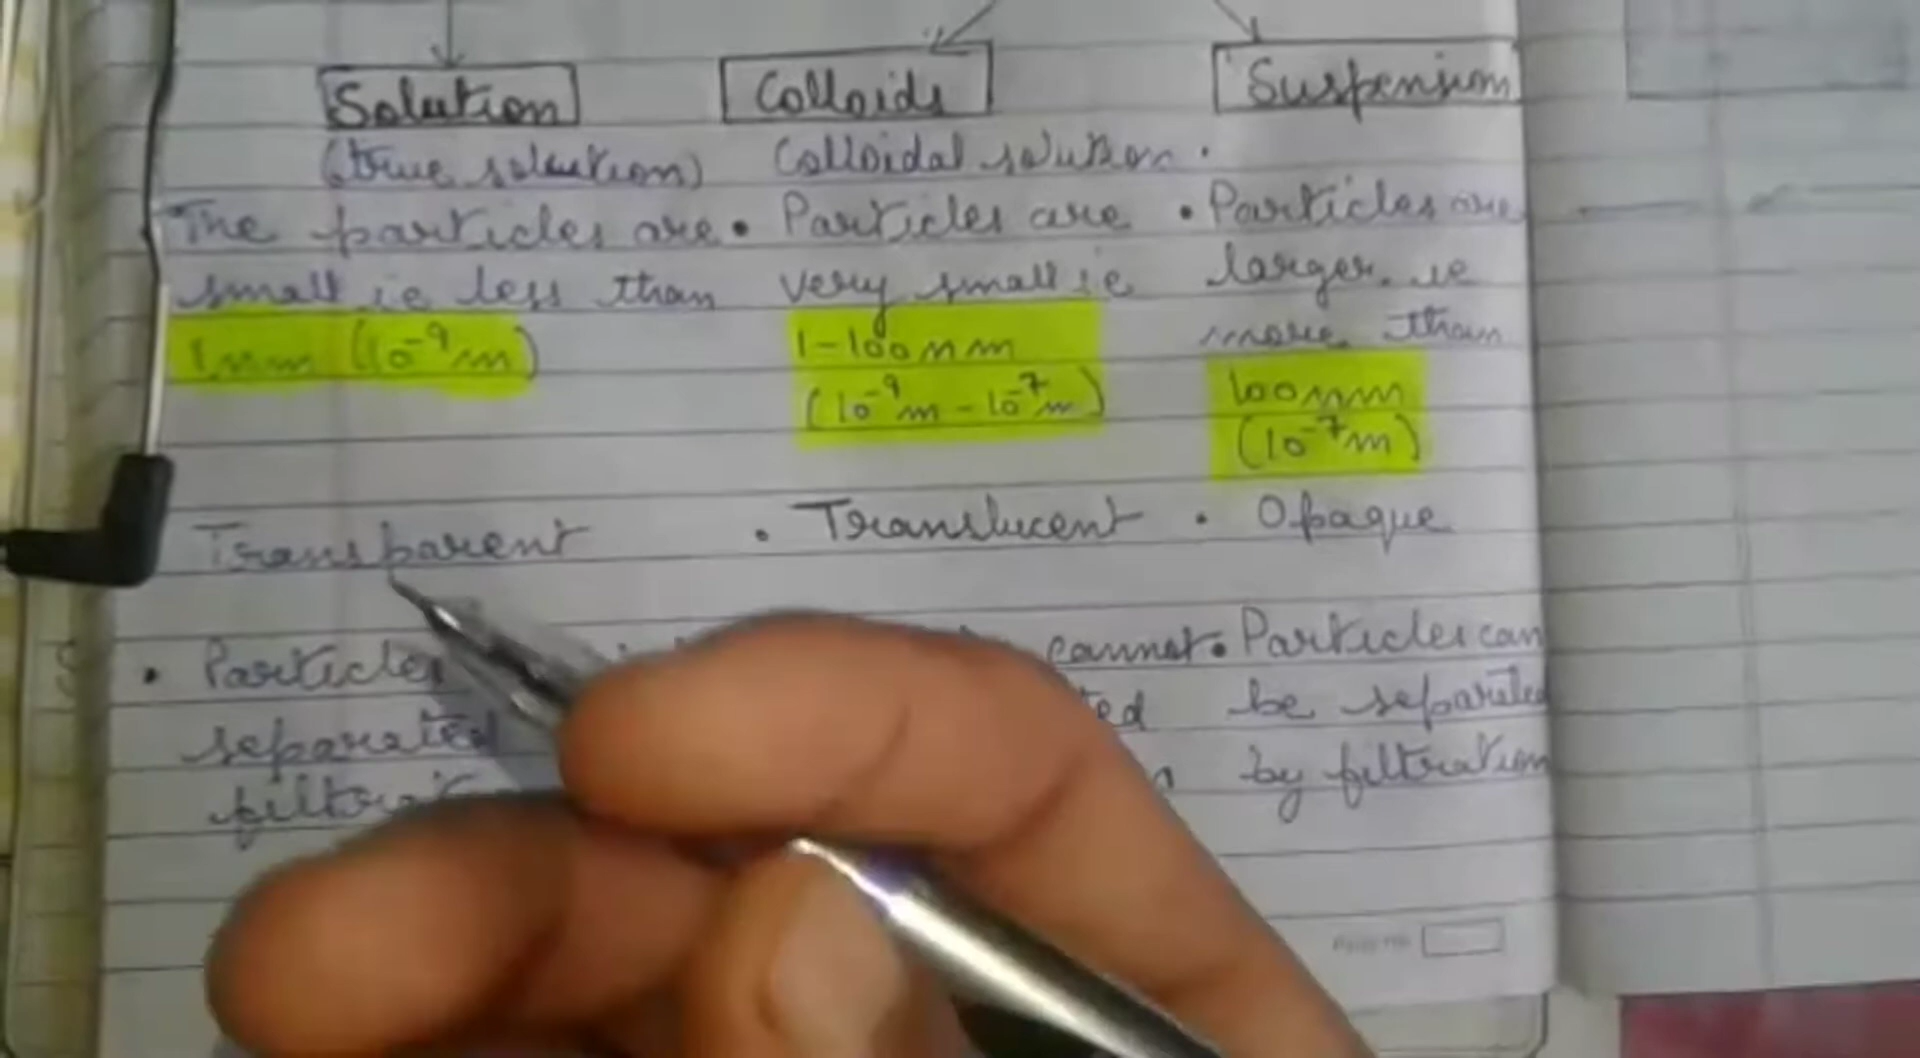 Solution
(true solution)
The particles are
small i.e less than
1nm (10⁻⁹m)
Transparent
• Particles
separated
Colloids
Colloidal solution
• Particles are
very small i.e
1-100nm
(10⁻⁹m - 10⁻⁷m)
• Translucent
cannot
Suspension
• Particles are
larger. i.e
more than
100nm
(10⁻⁷m)
• Opaque
• Particles can
be separated
by filtration
Page No.